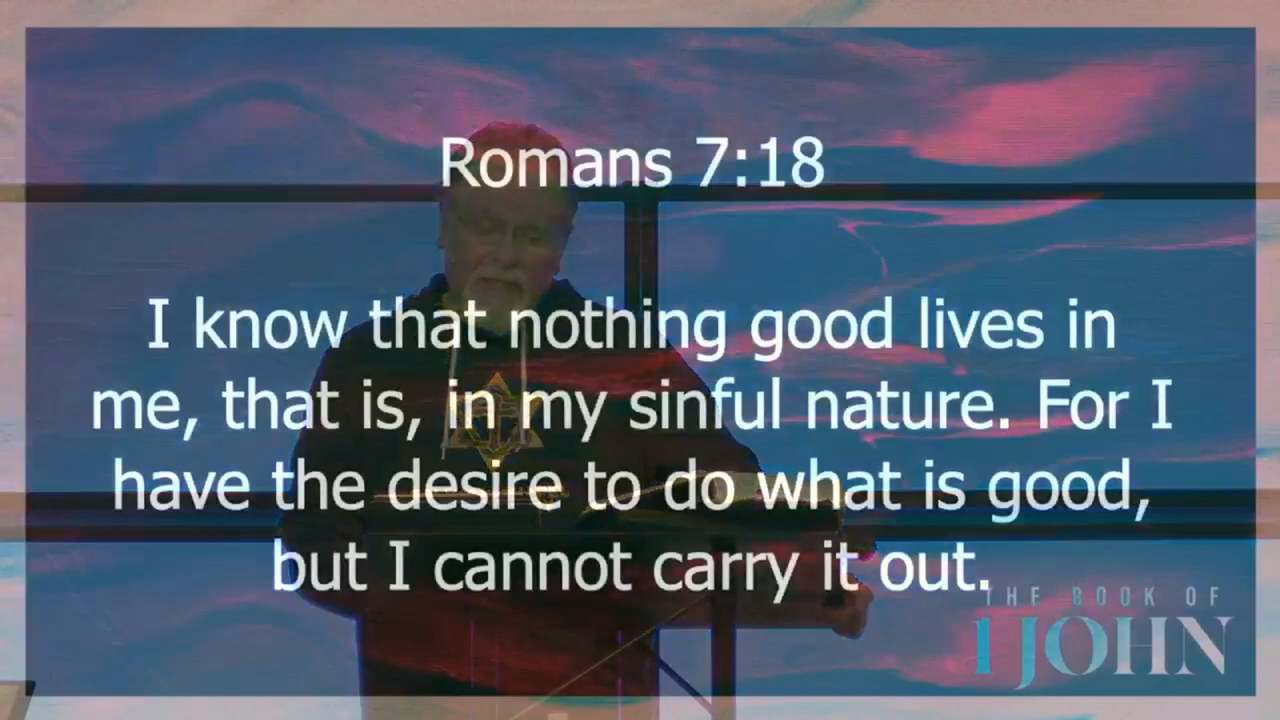 Romans 7:18
I know that nothing good lives in
me, that is, in my sinful nature. For I
have the desire to do what is good,
but I cannot carry it out.
THE BOOK OF
1 JOHN